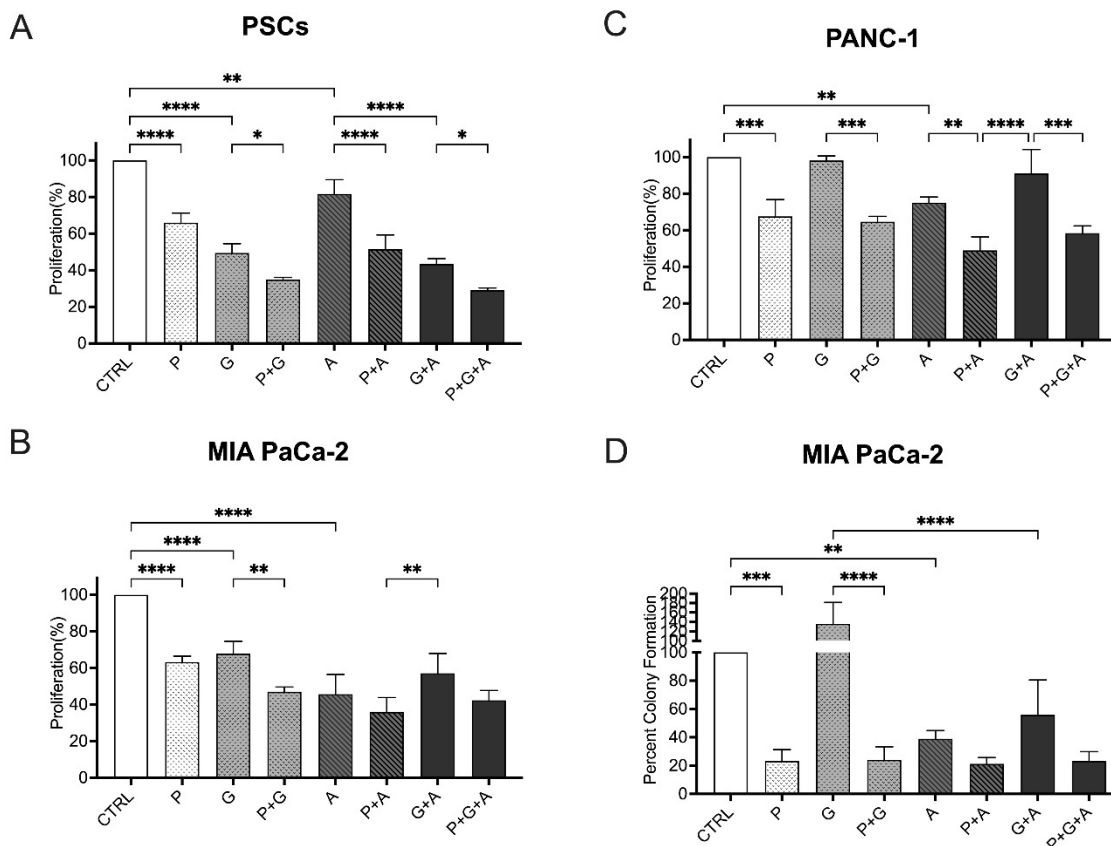 A
PSCs
**
****
****
****
*
****
*
Proliferation(%)
100
80
60
40
20
0
CTRL
P
G
P+G
A
P+A
G+A
P+G+A
B
MIA PaCa-2
****
****
****
**
**
Proliferation(%)
100
80
60
40
20
0
CTRL
P
G
P+G
A
P+A
G+A
P+G+A
C
PANC-1
**
***
***
**
****
***
Proliferation(%)
100
80
60
40
20
0
CTRL
P
G
P+G
A
P+A
G+A
P+G+A
D
MIA PaCa-2
****
**
***
****
Percent Colony Formation
200
180
160
140
120
100
100
80
60
40
20
0
CTRL
P
G
P+G
A
P+A
G+A
P+G+A